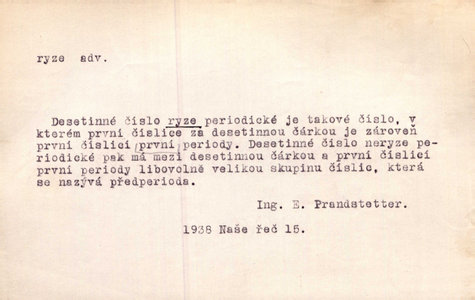 ryze adv.
Desetinné číslo ryze periodické je takové číslo, v
kterém první číslice za desetinnou čárkou je zároveň
první číslicí první periody. Desetinné číslo neryze pe-
riodické pak má mezi desetinnou čárkou a první číslicí
první periody libovolně velikou skupinu číslic, která
se nazývá předperioda.
Ing. E. Prandstetter.
1938 Naše řeč 15.